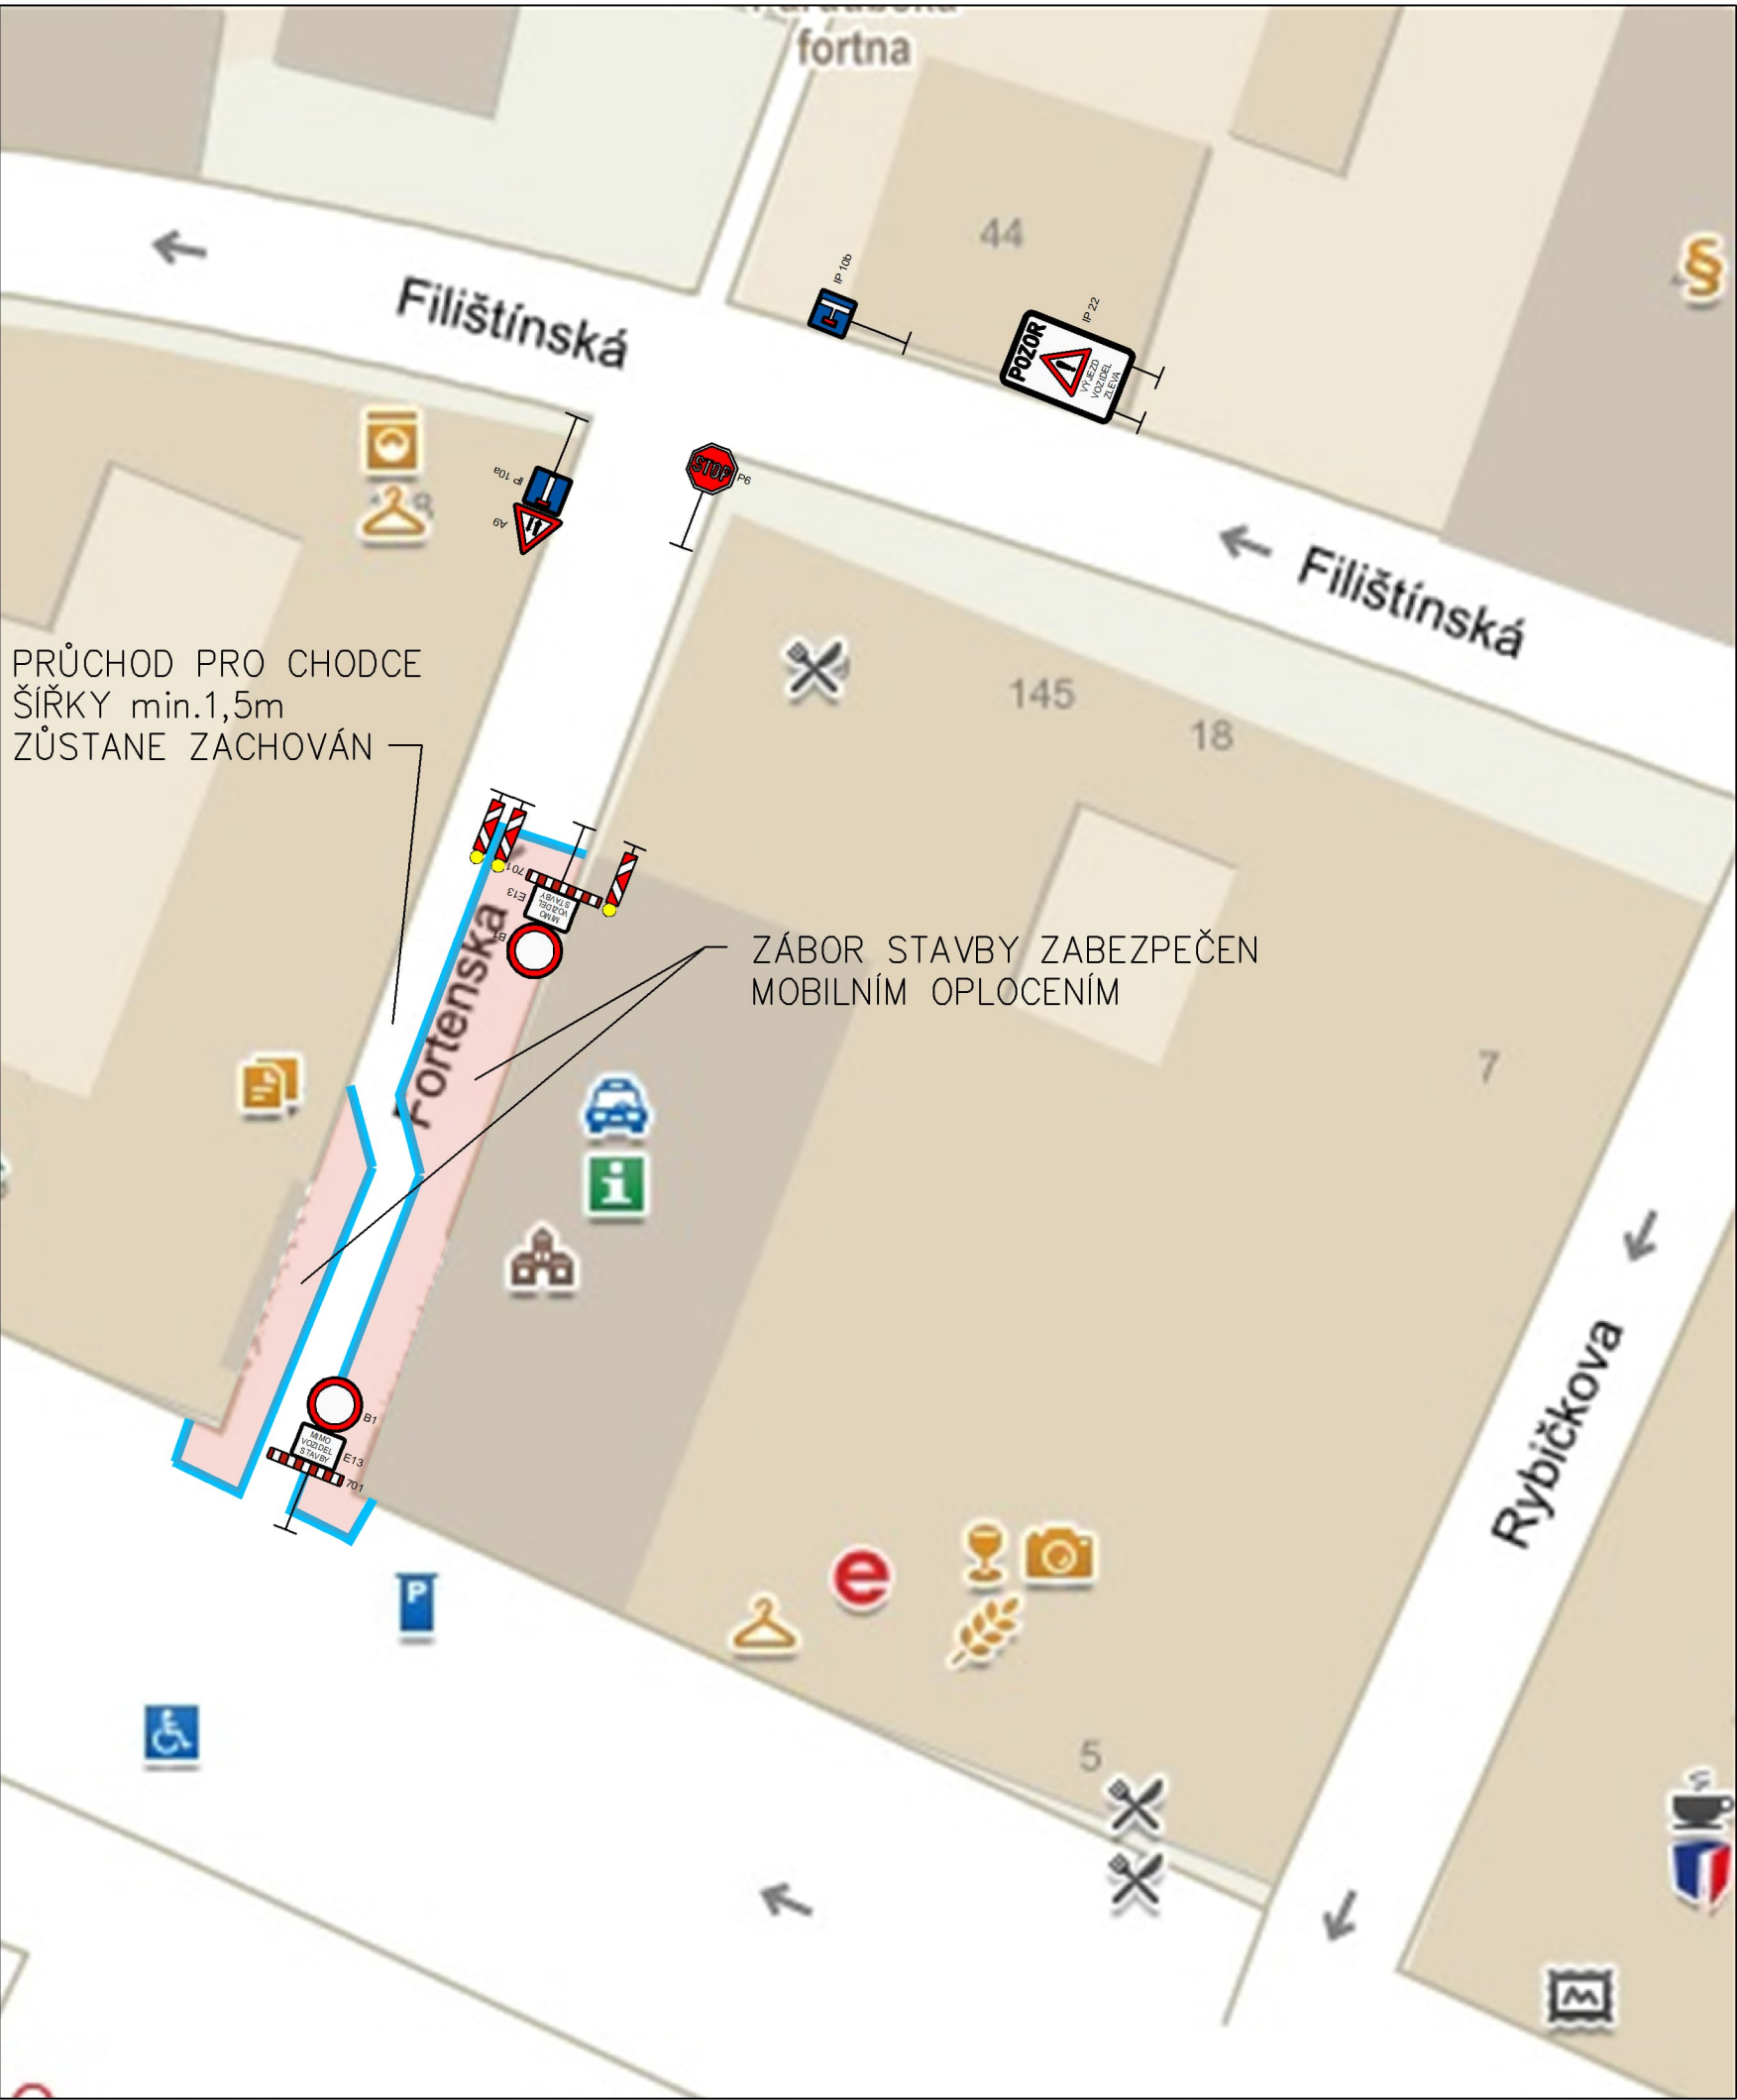 fortna
44
IP 10b
IP 22
POZOR
VÝJEZD
VOZIDEL
ZLEVA
Filištínská
IP 10a
A9
STOP
P6
Filištínská
PRŮCHOD PRO CHODCE
ŠÍŘKY min.1,5m
ZŮSTANE ZACHOVÁN
145
18
701
E13
MIMO
VOZIDEL
STAVBY
B1
Fortenská
ZÁBOR STAVBY ZABEZPEČEN
MOBILNÍM OPLOCENÍM
7
i
Rybičkova
B1
MIMO
VOZIDEL
STAVBY
E13
701
P
e
5